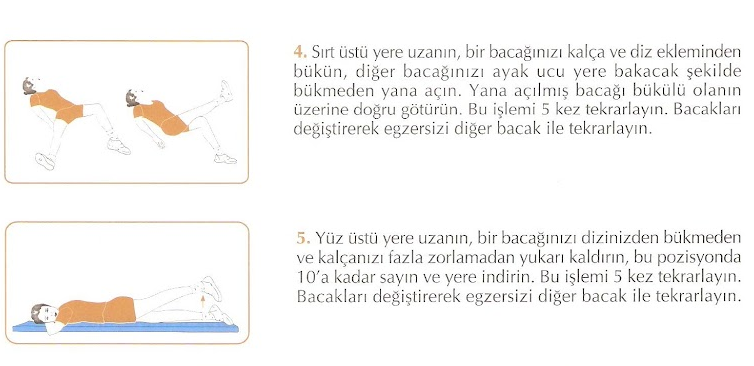 4. Sırt üstü yere uzanın, bir bacağınızı kalça ve diz ekleminden
bükün, diğer bacağınızı ayak ucu yere bakacak şekilde
bükmeden yana açın. Yana açılmış bacağı bükülü olanın
üzerine doğru götürün. Bu işlemi 5 kez tekrarlayın. Bacakları
değiştirerek egzersizi diğer bacak ile tekrarlayın.
5. Yüz üstü yere uzanın, bir bacağınızı dizinizden bükmeden
ve kalçanızı fazla zorlamadan yukarı kaldırın, bu pozisyonda
10'a kadar sayın ve yere indirin. Bu işlemi 5 kez tekrarlayın.
Bacakları değiştirerek egzersizi diğer bacak ile tekrarlayın.